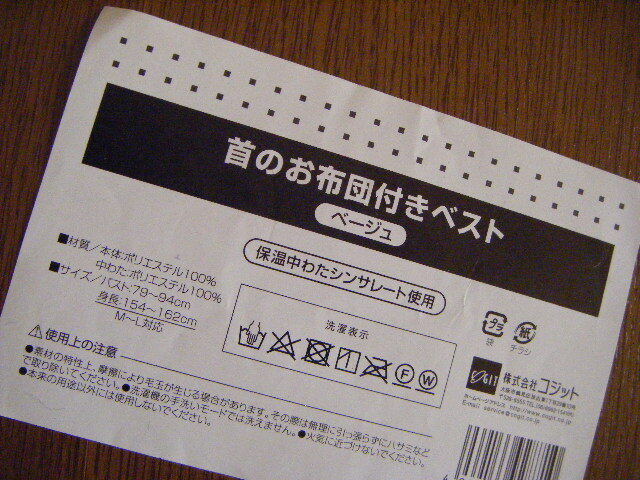 首のお布団付きベスト
ベージュ
保温中わたシンサレート使用
■材質/本体:ポリエステル100%
中わた:ポリエステル100%
■サイズ/バスト:79~94cm
身長:154~162cm
M~L対応
洗濯表示
F W
プラ 紙
袋 チラシ
⚠使用上の注意
●素材の特性上、摩擦により毛玉が生じる場合があります。その際は無理に引っ張らずにハサミなど
で取り除いてください。●洗濯機の手洗いモードでは洗えません。●火気に近づけないでください。
●本来の用途以外には使用しないでください。
株式会社コジット